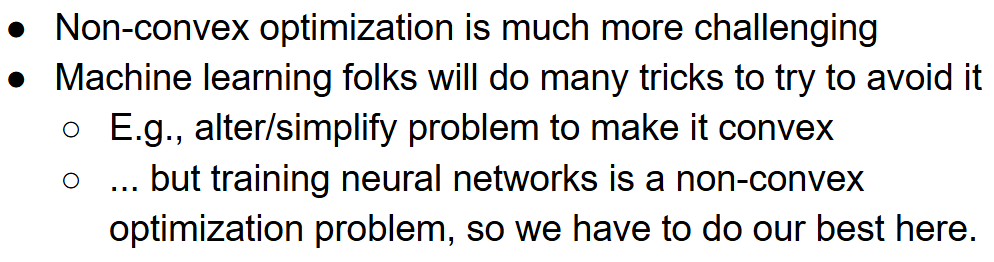 ● Non-convex optimization is much more challenging
● Machine learning folks will do many tricks to try to avoid it
○ E.g., alter/simplify problem to make it convex
○ ... but training neural networks is a non-convex
optimization problem, so we have to do our best here.